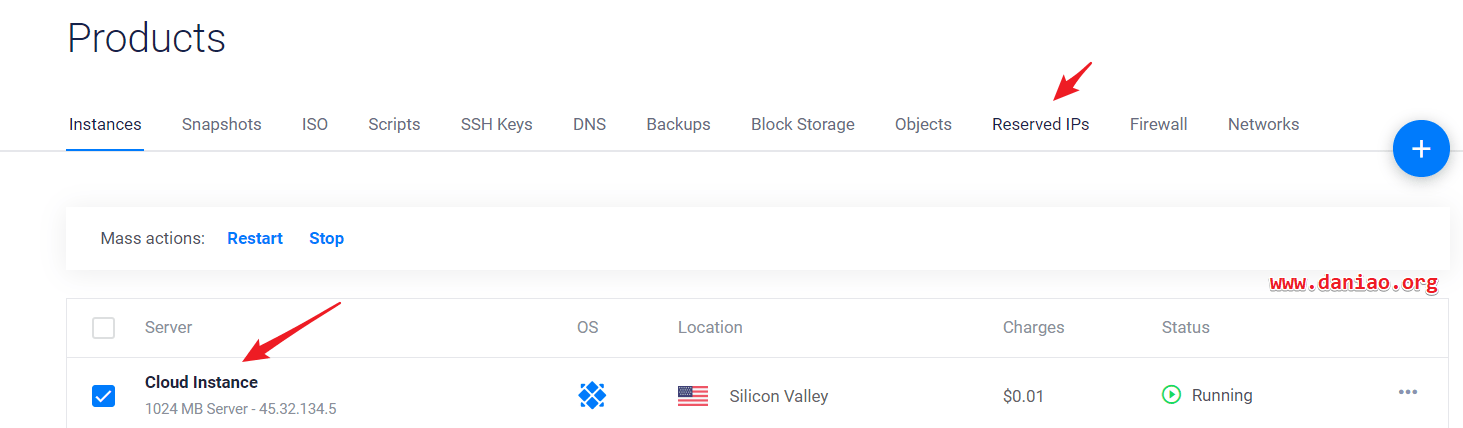 Products
Instances Snapshots ISO Scripts SSH Keys DNS Backups Block Storage Objects Reserved IPs Firewall Networks
+
Mass actions: Restart Stop
www.daniao.org
Server OS Location Charges Status
Cloud Instance
1024 MB Server - 45.32.134.5 Silicon Valley $0.01 Running